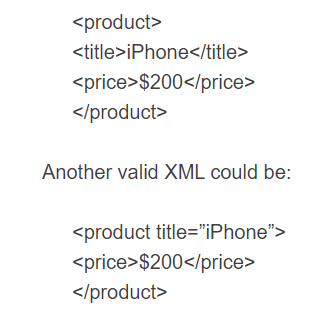 <product>
<title>iPhone</title>
<price>$200</price>
</product>
Another valid XML could be:
<product title=”iPhone”>
<price>$200</price>
</product>